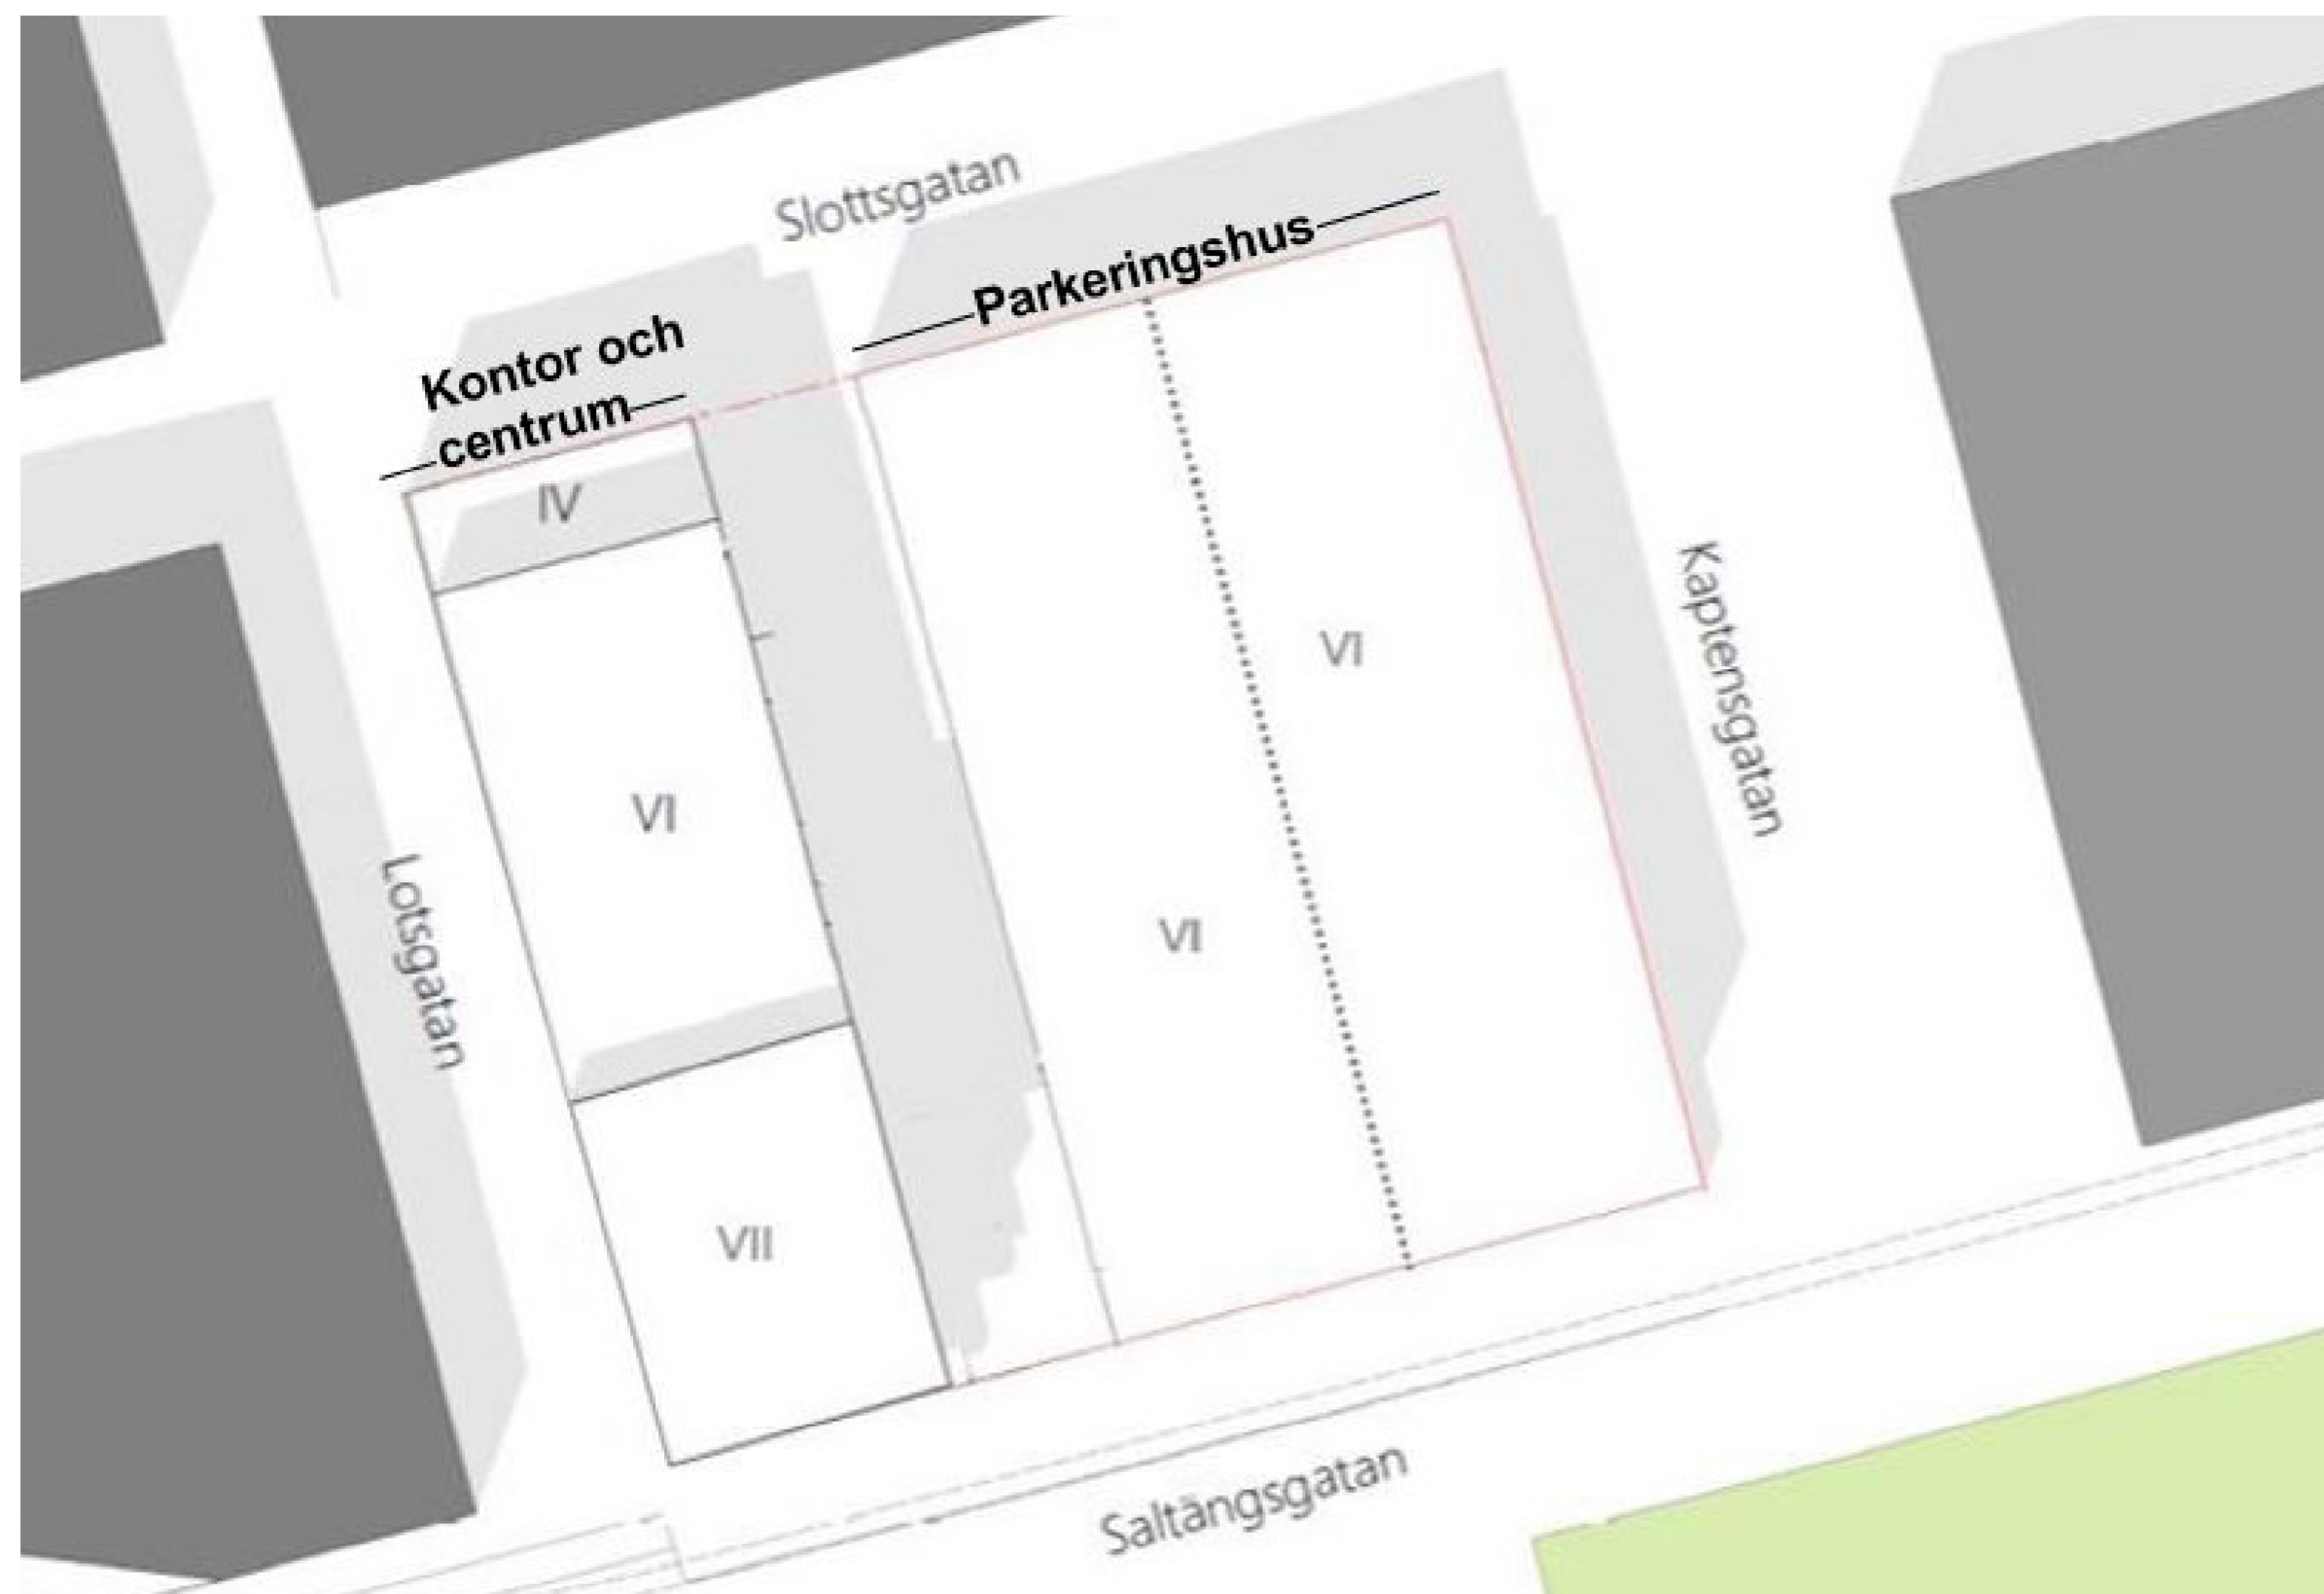 Slottsgatan
Parkeringshus
Kontor och
centrum
IV
VI
Kaptensgatan
VI
VI
Lotsgatan
VII
Saltängsgatan